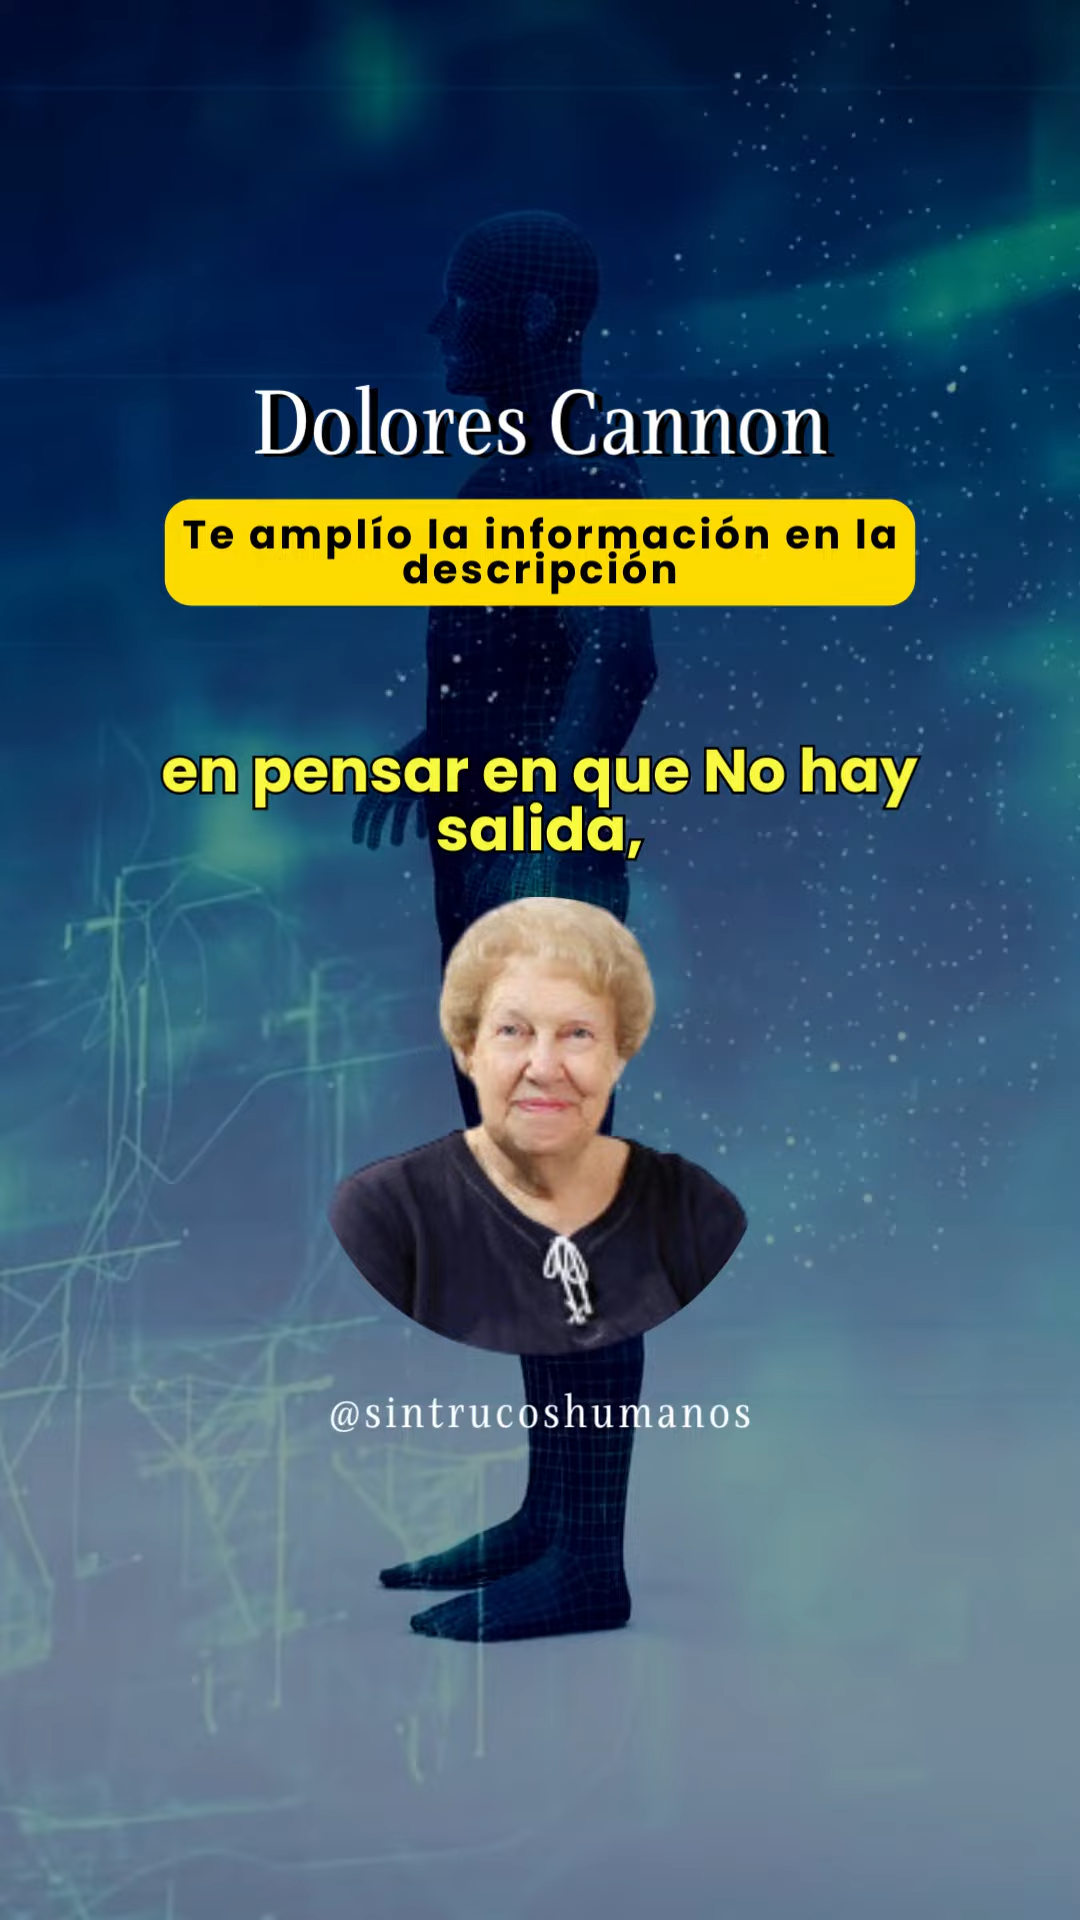 Dolores Cannon
Te amplío la información en la
descripción
en pensar en que No hay
salida,
@sintrucoshumanos